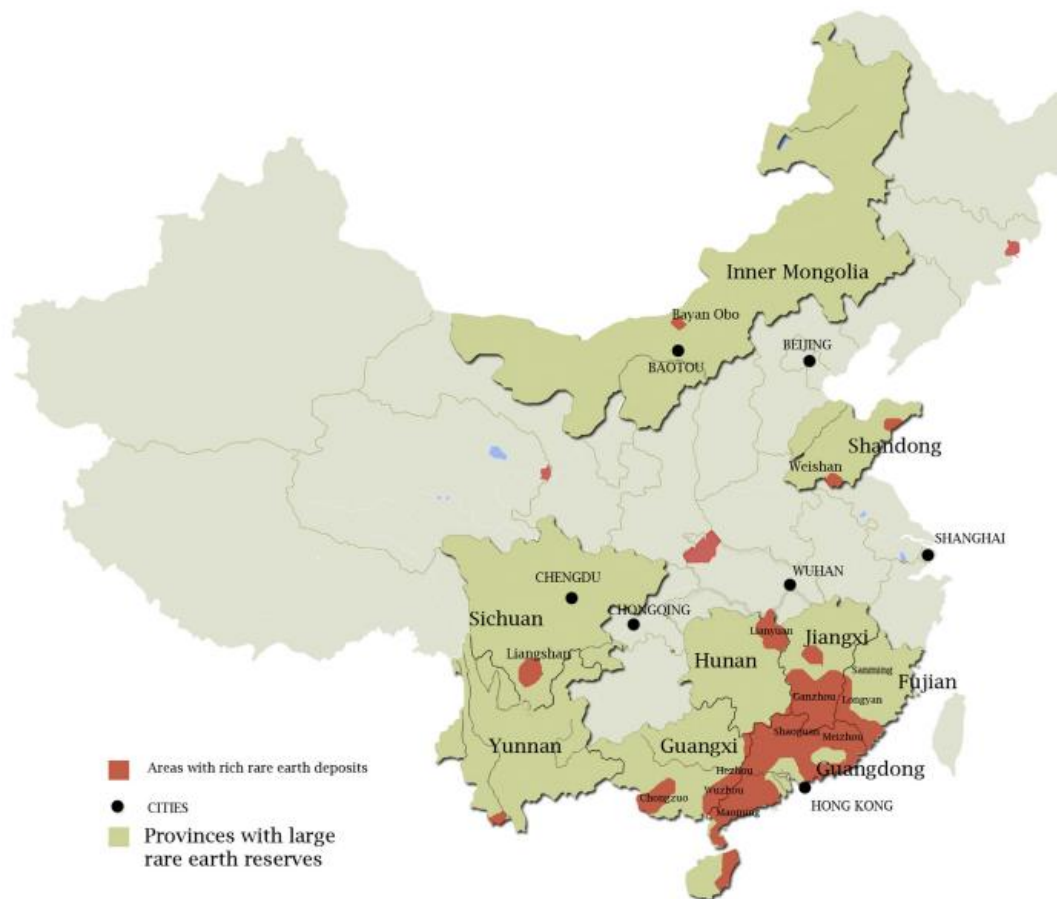 Inner Mongolia
Bayan Obo
BEIJING
BAOTOU
Shandong
Weishan
SHANGHAI
CHENGDU
WUHAN
CHONGQING
Sichuan
Lianyuan
Jiangxi
Liangshan
Hunan
Sanming
Fujian
Ganzhou
Longyan
Shaoguan
Meizhou
Yunnan
Guangxi
Hezhou
Guangdong
Areas with rich rare earth deposits
Chongzuo
Wuzhou
HONG KONG
CITIES
Maoming
Provinces with large
rare earth reserves